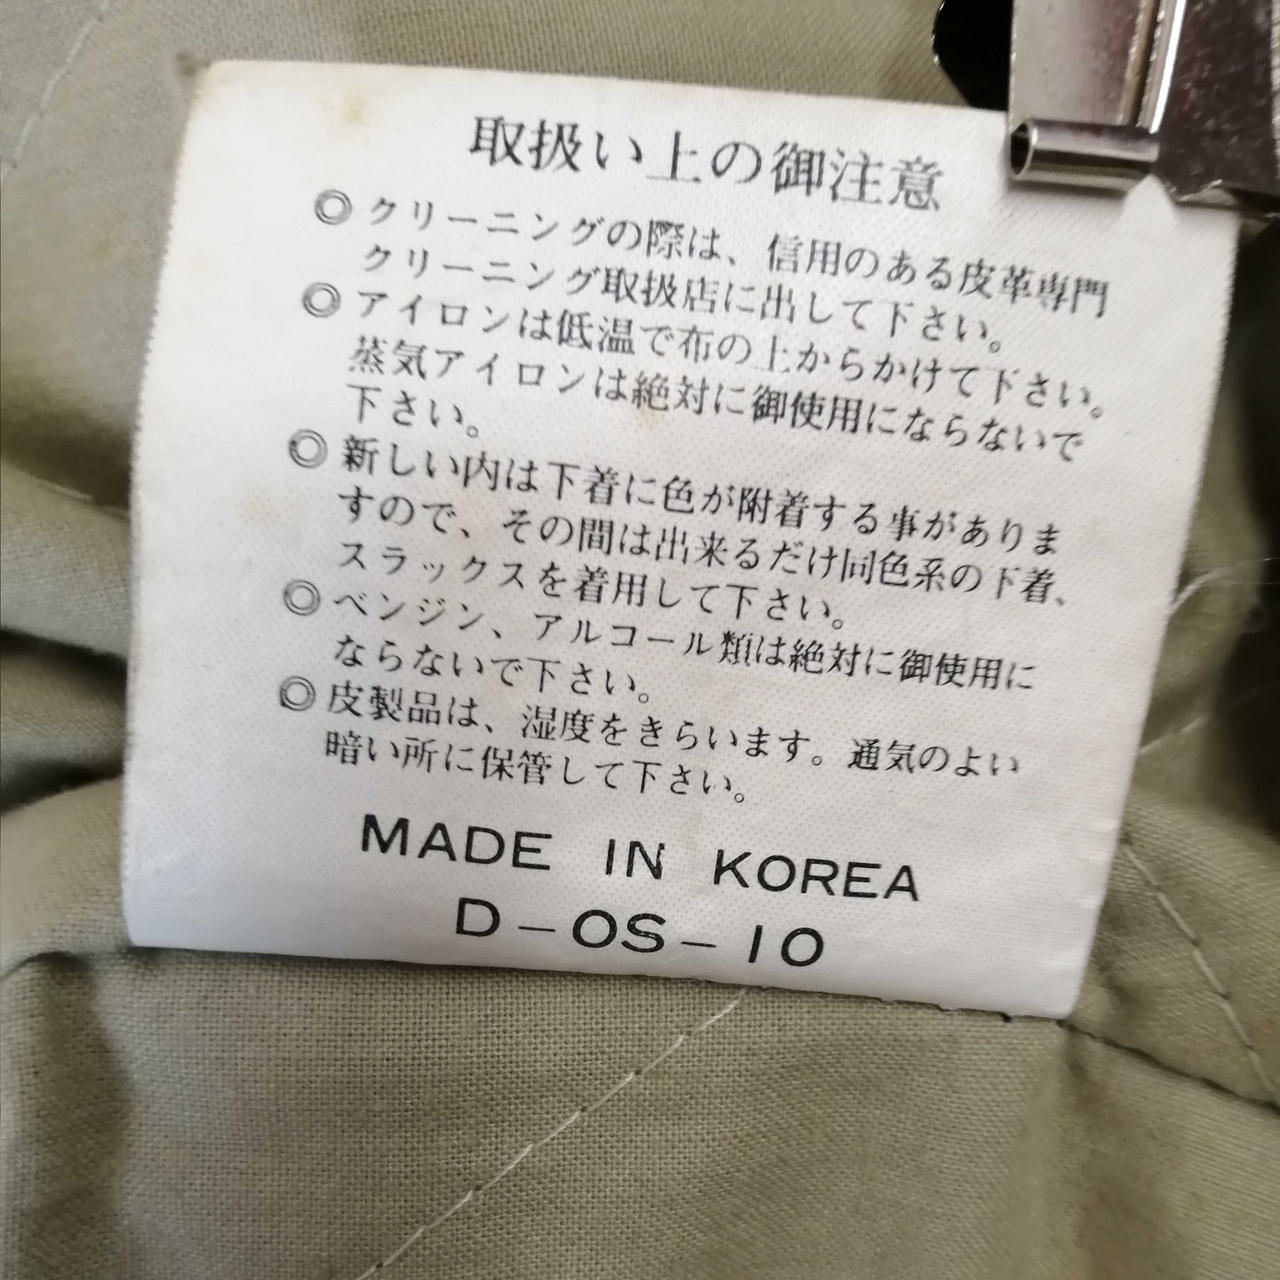 取扱い上の御注意
◎クリーニングの際は、信用のある皮革専門
クリーニング取扱店に出して下さい。
◎アイロンは低温で布の上からかけて下さい。
蒸気アイロンは絶対に御使用にならないで
下さい。
◎新しい内は下着に色が附着する事がありま
すので、その間は出来るだけ同色系の下着、
スラックスを着用して下さい。
◎ベンジン、アルコール類は絶対に御使用に
ならないで下さい。
◎皮製品は、湿度をきらいます。通気のよい
暗い所に保管して下さい。
MADE IN KOREA
D-OS-10